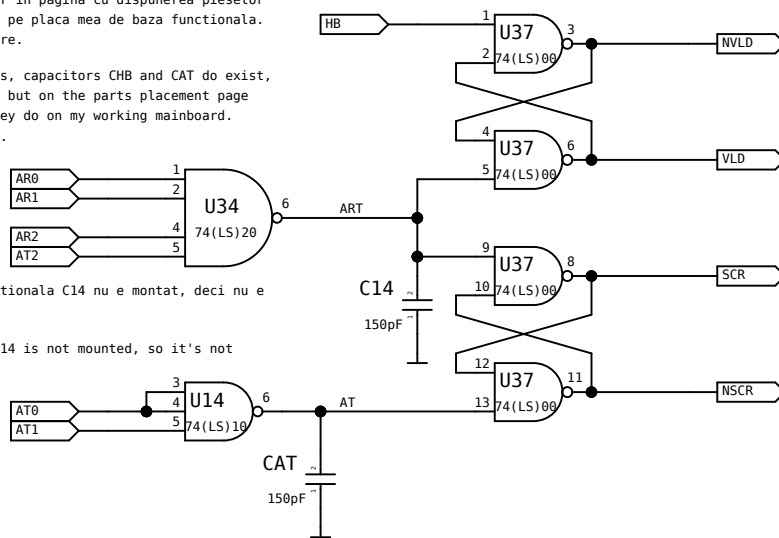 in pagina cu dispunerea pieselor
pe placa mea de baza functionala.
re.
s, capacitors CHB and CAT do exist,
but on the parts placement page
ey do on my working mainboard.
.
HB
1
2
3
U37
74(LS)00
NVLD
4
5
6
U37
74(LS)00
VLD
AR0
AR1
AR2
AT2
1
2
4
5
6
U34
74(LS)20
ART
C14
2
1
150pF
9
10
8
U37
74(LS)00
SCR
tionala C14 nu e montat, deci nu e
14 is not mounted, so it's not
12
13
11
U37
74(LS)00
NSCR
AT0
AT1
3
4
5
6
U14
74(LS)10
AT
CAT
2
1
150pF